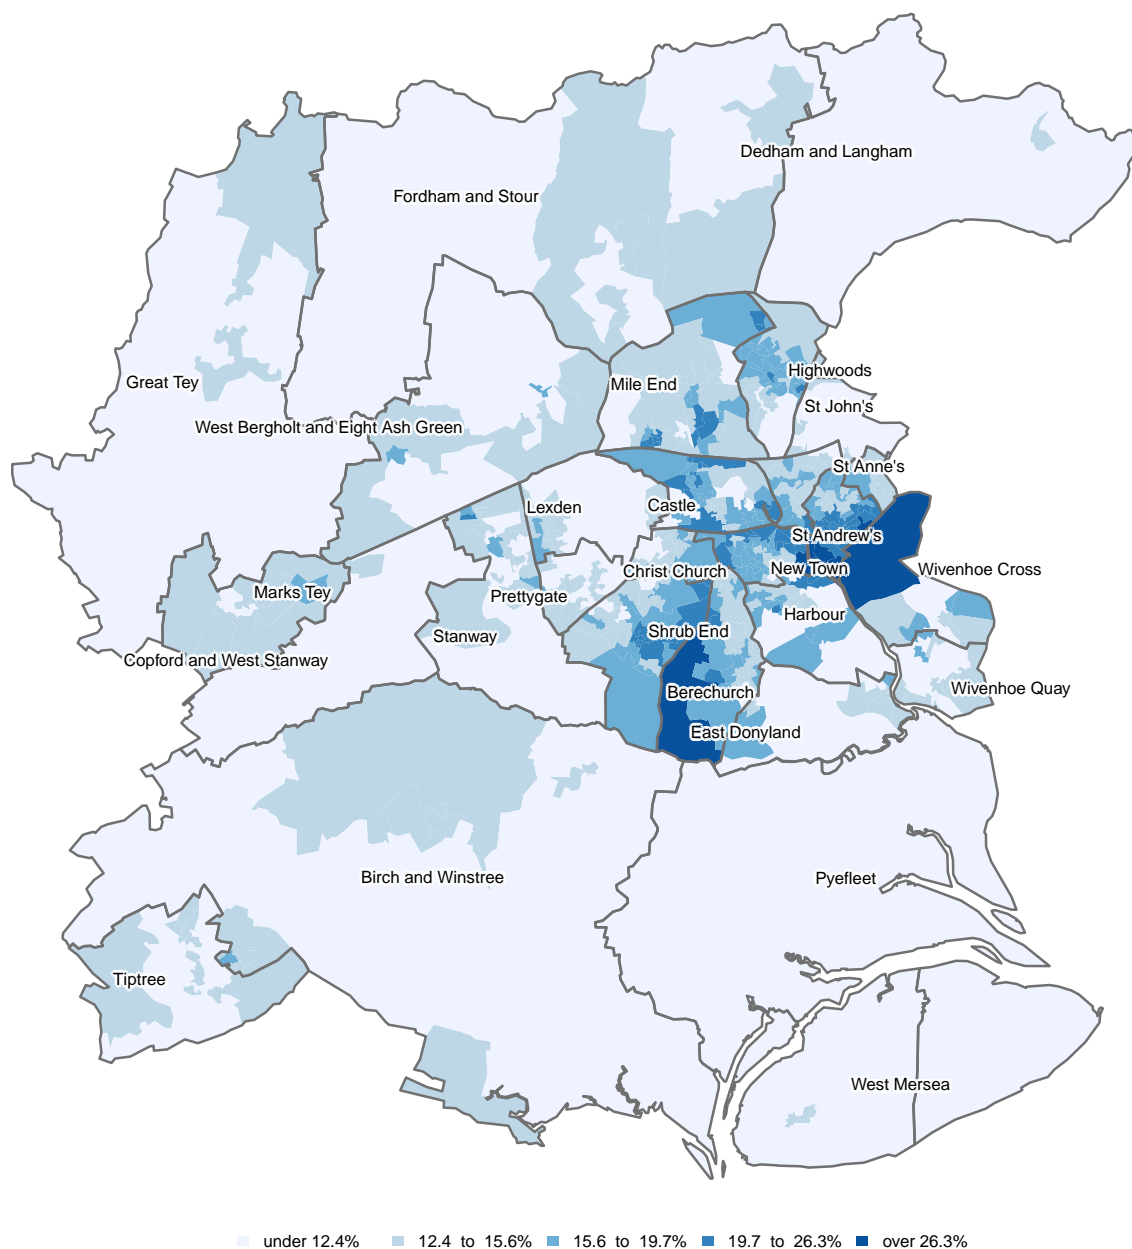 Dedham and Langham
Fordham and Stour
Highwoods
Great Tey
Mile End
St John's
West Bergholt and Eight Ash Green
St Anne's
Lexden
Castle
St Andrew's
Christ Church
New Town
Wivenhoe Cross
Marks Tey
Prettygate
Harbour
Shrub End
Stanway
Copford and West Stanway
Berechurch
Wivenhoe Quay
East Donyland
Birch and Winstree
Pyefleet
Tiptree
West Mersea
under 12.4% 12.4 to 15.6% 15.6 to 19.7% 19.7 to 26.3% over 26.3%